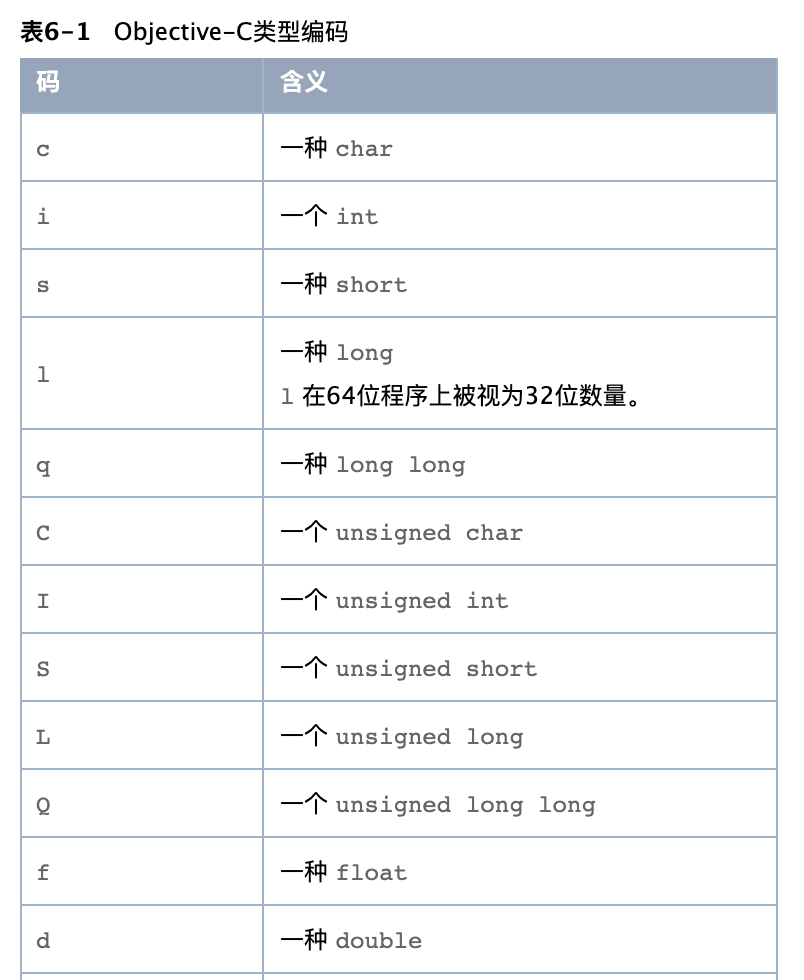 表6-1 Objective-C类型编码
码 含义
c 一种 char
i 一个 int
s 一种 short
l 一种 long
l 在64位程序上被视为32位数量。
q 一种 long long
C 一个 unsigned char
I 一个 unsigned int
S 一个 unsigned short
L 一个 unsigned long
Q 一个 unsigned long long
f 一种 float
d 一种 double